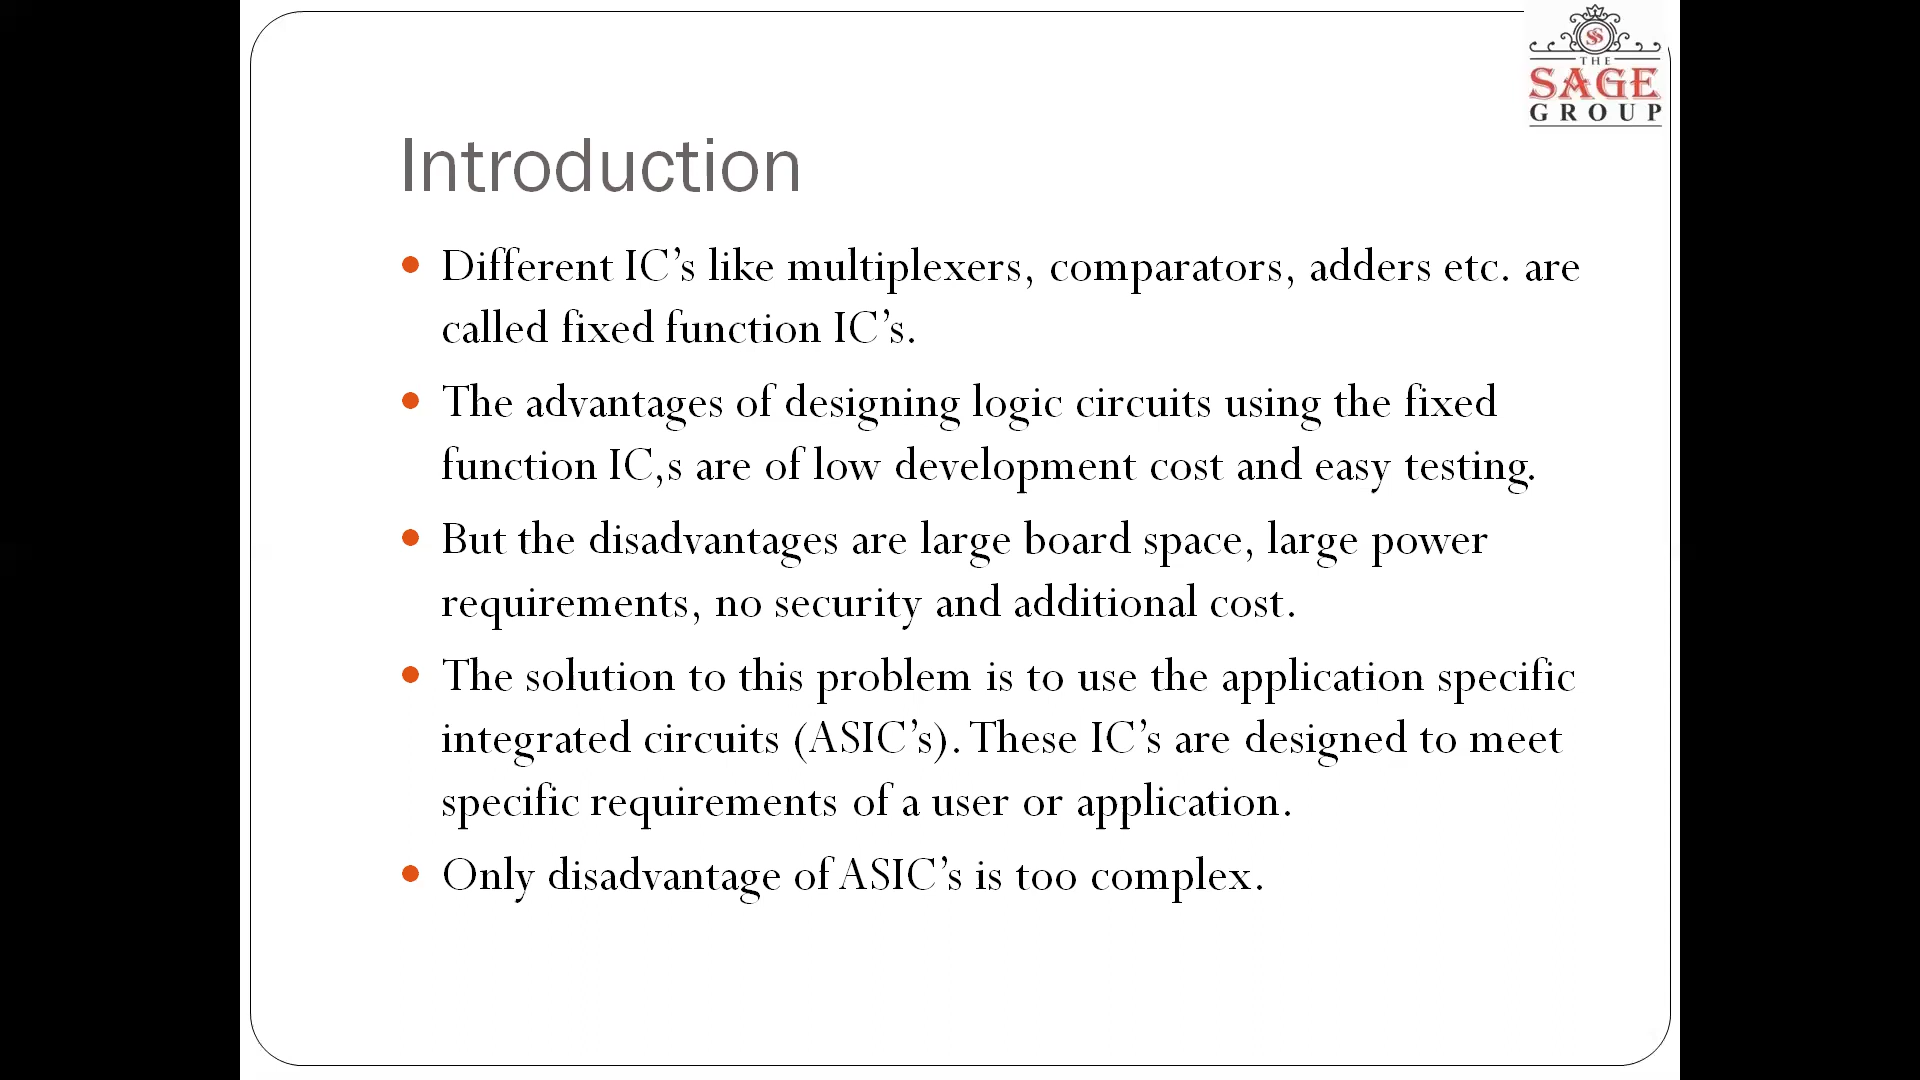 SS
THE
SAGE
GROUP
Introduction
Different IC’s like multiplexers, comparators, adders etc. are
called fixed function IC’s.
The advantages of designing logic circuits using the fixed
function IC,s are of low development cost and easy testing.
But the disadvantages are large board space, large power
requirements, no security and additional cost.
The solution to this problem is to use the application specific
integrated circuits (ASIC’s). These IC’s are designed to meet
specific requirements of a user or application.
Only disadvantage of ASIC’s is too complex.